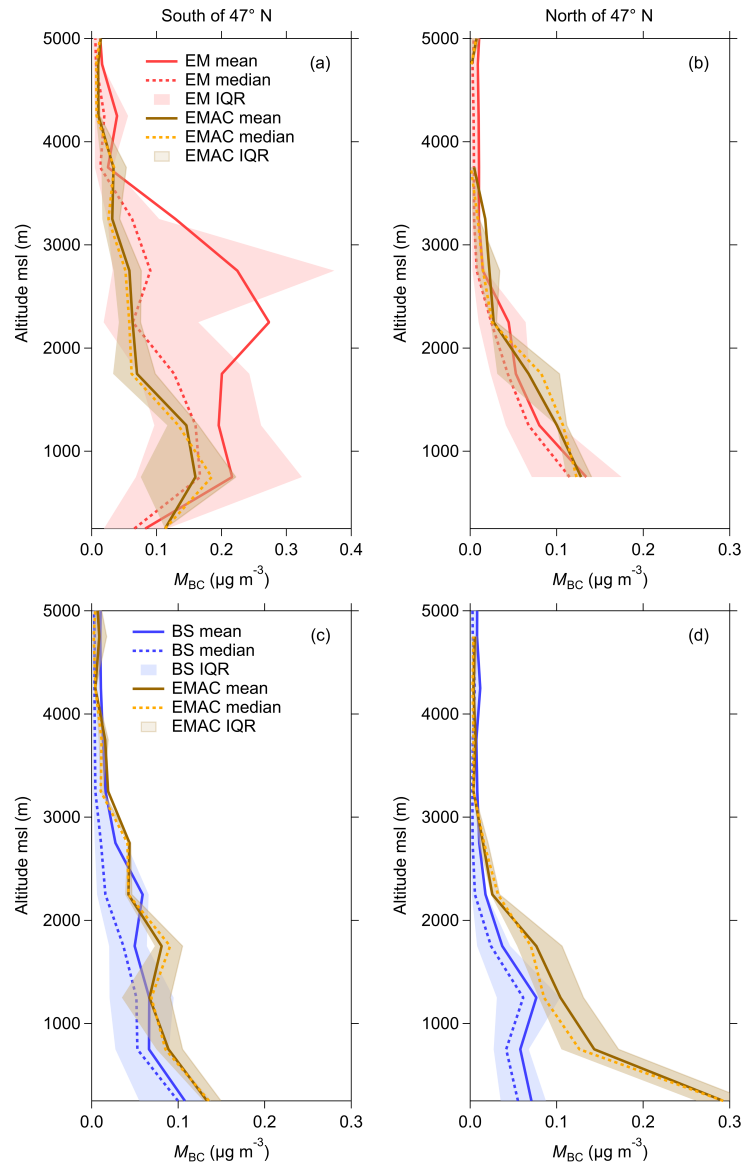 South of 47° N
North of 47° N
5000
4000
3000
2000
1000
Altitude msl (m)
(a)
EM mean
EM median
EM IQR
EMAC mean
EMAC median
EMAC IQR
0.0
0.1
0.2
0.3
0.4
M_BC (µg m⁻³)
5000
4000
3000
2000
1000
Altitude msl (m)
(b)
0.0
0.1
0.2
0.3
M_BC (µg m⁻³)
5000
4000
3000
2000
1000
Altitude msl (m)
(c)
BS mean
BS median
BS IQR
EMAC mean
EMAC median
EMAC IQR
0.0
0.1
0.2
0.3
M_BC (µg m⁻³)
5000
4000
3000
2000
1000
Altitude msl (m)
(d)
0.0
0.1
0.2
0.3
M_BC (µg m⁻³)